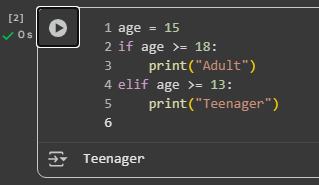 [2]
0 s
1 age = 15
2 if age >= 18:
3     print("Adult")
4 elif age >= 13:
5     print("Teenager")
6
Teenager